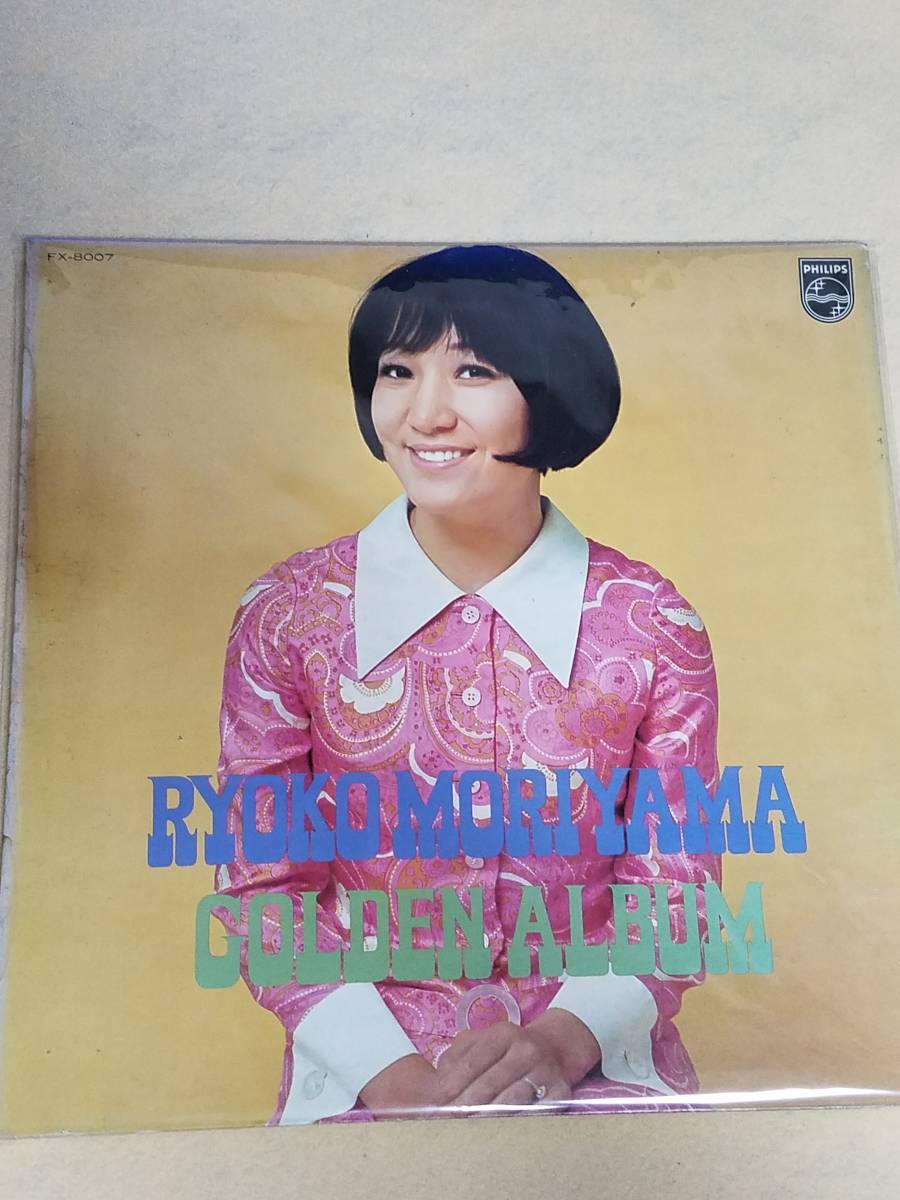 FX-8007
PHILIPS
RYOKO MORIYAMA
GOLDEN ALBUM